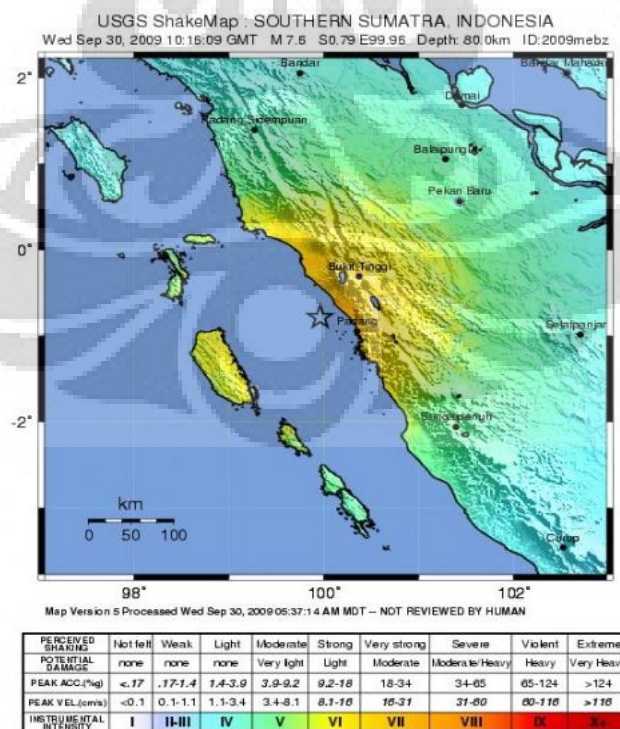 USGS ShakeMap : SOUTHERN SUMATRA, INDONESIA
Wed Sep 30, 2009 10:16:09 GMT M 7.6 S0.79 E99.96 Depth: 80.0km ID:2009mebz
2°
0°
-2°
Bandar
Bandar Mahadar
Dumai
Padang Sidempuan
Balaipungut
Pekan Baru
Bukit Tinggi
Padang
Selatpanjang
Sungaipenuh
Curup
km
0 50 100
98° 100° 102°
Map Version 5 Processed Wed Sep 30, 2009 05:37:14 AM MDT -- NOT REVIEWED BY HUMAN
PERCEIVED SHAKING Not felt Weak Light Moderate Strong Very strong Severe Violent Extreme
POTENTIAL DAMAGE none none none Very light Light Moderate Moderate/Heavy Heavy Very Heavy
PEAK ACC.(%g) <.17 .17-1.4 1.4-3.9 3.9-9.2 9.2-18 18-34 34-65 65-124 >124
PEAK VEL.(cm/s) <0.1 0.1-1.1 1.1-3.4 3.4-8.1 8.1-16 16-31 31-60 60-116 >116
INSTRUMENTAL INTENSITY I II-III IV V VI VII VIII IX X+